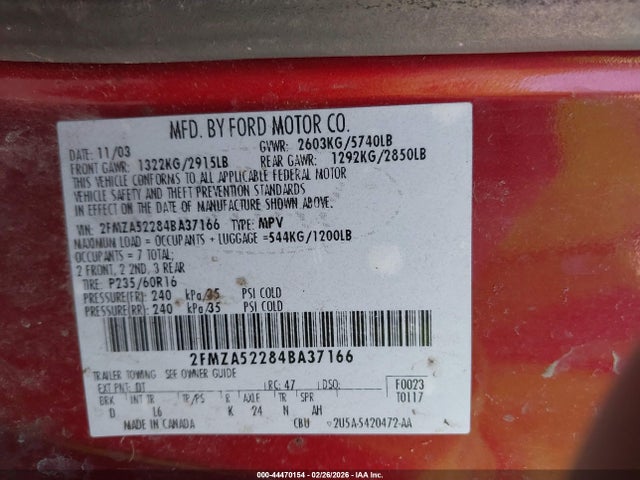 MFD. BY FORD MOTOR CO.
DATE: 11/03 GVWR: 2603KG/5740LB
FRONT GAWR: 1322KG/2915LB REAR GAWR: 1292KG/2850LB
THIS VEHICLE CONFORMS TO ALL APPLICABLE FEDERAL MOTOR
VEHICLE SAFETY AND THEFT PREVENTION STANDARDS
IN EFFECT ON THE DATE OF MANUFACTURE SHOWN ABOVE.
VIN: 2FMZA52284BA37166 TYPE: MPV
MAXIMUM LOAD = OCCUPANTS + LUGGAGE =544KG/1200LB
OCCUPANTS = 7 TOTAL;
2 FRONT, 2 2ND, 3 REAR
TIRE: P235/60R16
PRESSURE(FR): 240 kPa/35 PSI COLD
PRESSURE(RR): 240 kPa/35 PSI COLD
2FMZA52284BA37166
TRAILER TOWING SEE OWNER GUIDE
EXT PNT: DT RC: 47 DSO: F0023
BRK INT TR TP/PS R AXLE TR SPR T0117
D L6 K 24 N AH
MADE IN CANADA CBU 2U5A-5420472-AA
000-44470154 - 02/26/2026 - IAA Inc.